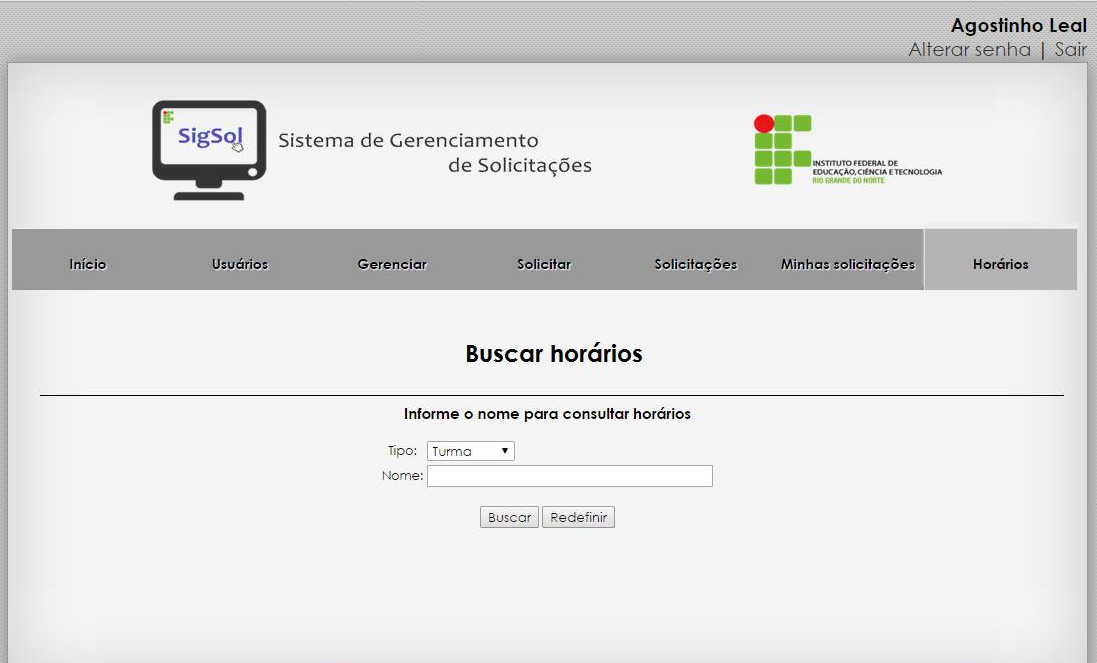 Agostinho Leal
Alterar senha | Sair
SigSol
Sistema de Gerenciamento
de Solicitações
INSTITUTO FEDERAL DE
EDUCAÇÃO, CIÊNCIA E TECNOLOGIA
RIO GRANDE DO NORTE
Início Usuários Gerenciar Solicitar Solicitações Minhas solicitações Horários
Buscar horários
Informe o nome para consultar horários
Tipo: Turma
Nome:
Buscar Redefinir